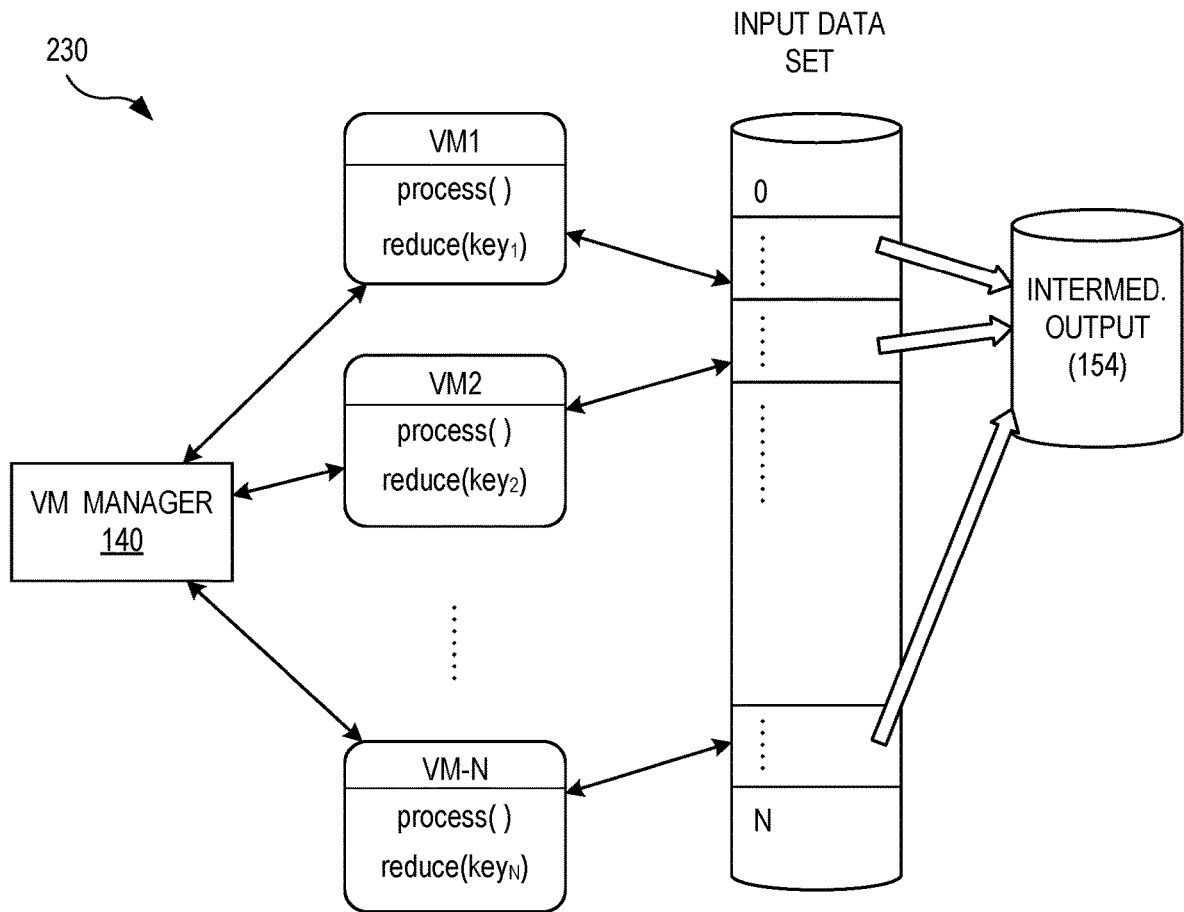 230
INPUT DATA
SET
VM1
process( )
reduce(key₁)
0
INTERMED.
OUTPUT
(154)
VM2
process( )
reduce(key₂)
VM MANAGER
140
VM-N
process( )
reduce(keyN)
N